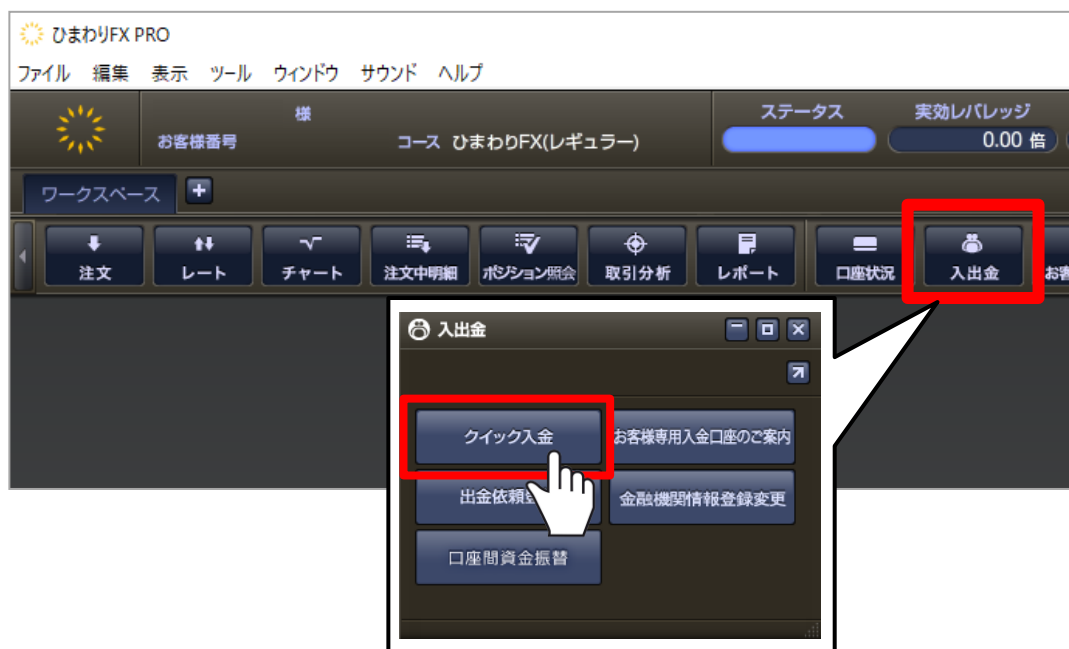 ひまわりFX PRO
ファイル 編集 表示 ツール ウィンドウ サウンド ヘルプ
様
お客様番号
コース ひまわりFX(レギュラー)
ステータス
実効レバレッジ
0.00 倍
ワークスペース
注文 レート チャート 注文中明細 ポジション照会 取引分析 レポート 口座状況 入出金 お客
入出金
クイック入金 お客様専用入金口座のご案内
出金依頼 金融機関情報登録変更
口座間資金振替